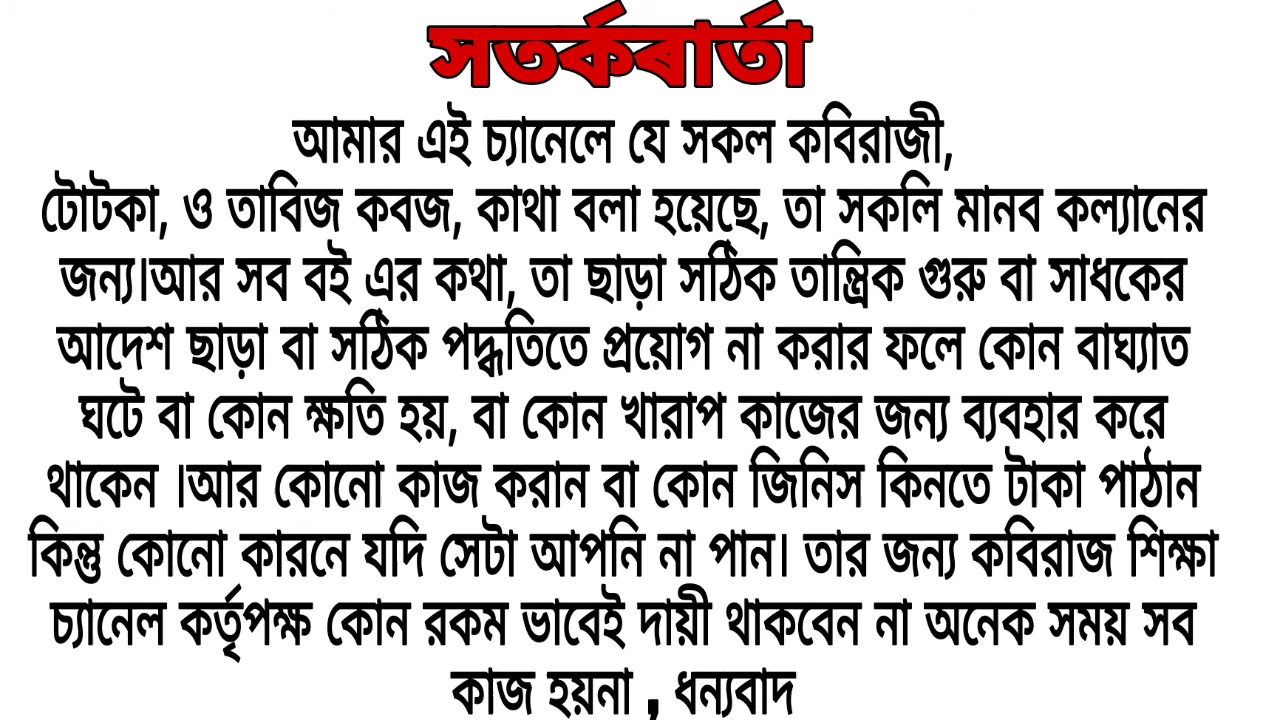 সতর্কবার্তা
আমার এই চ্যানেলে যে সকল কবিরাজী,
টোটকা, ও তাবিজ কবজ, কাথা বলা হয়েছে, তা সকলি মানব কল্যানের
জন্য।আর সব বই এর কথা, তা ছাড়া সঠিক তান্ত্রিক গুরু বা সাধকের
আদেশ ছাড়া বা সঠিক পদ্ধতিতে প্রয়োগ না করার ফলে কোন বাঘ্যাত
ঘটে বা কোন ক্ষতি হয়, বা কোন খারাপ কাজের জন্য ব্যবহার করে
থাকেন ।আর কোনো কাজ করান বা কোন জিনিস কিনতে টাকা পাঠান
কিন্তু কোনো কারনে যদি সেটা আপনি না পান। তার জন্য কবিরাজ শিক্ষা
চ্যানেল কর্তৃপক্ষ কোন রকম ভাবেই দায়ী থাকবেন না অনেক সময় সব
কাজ হয়না , ধন্যবাদ